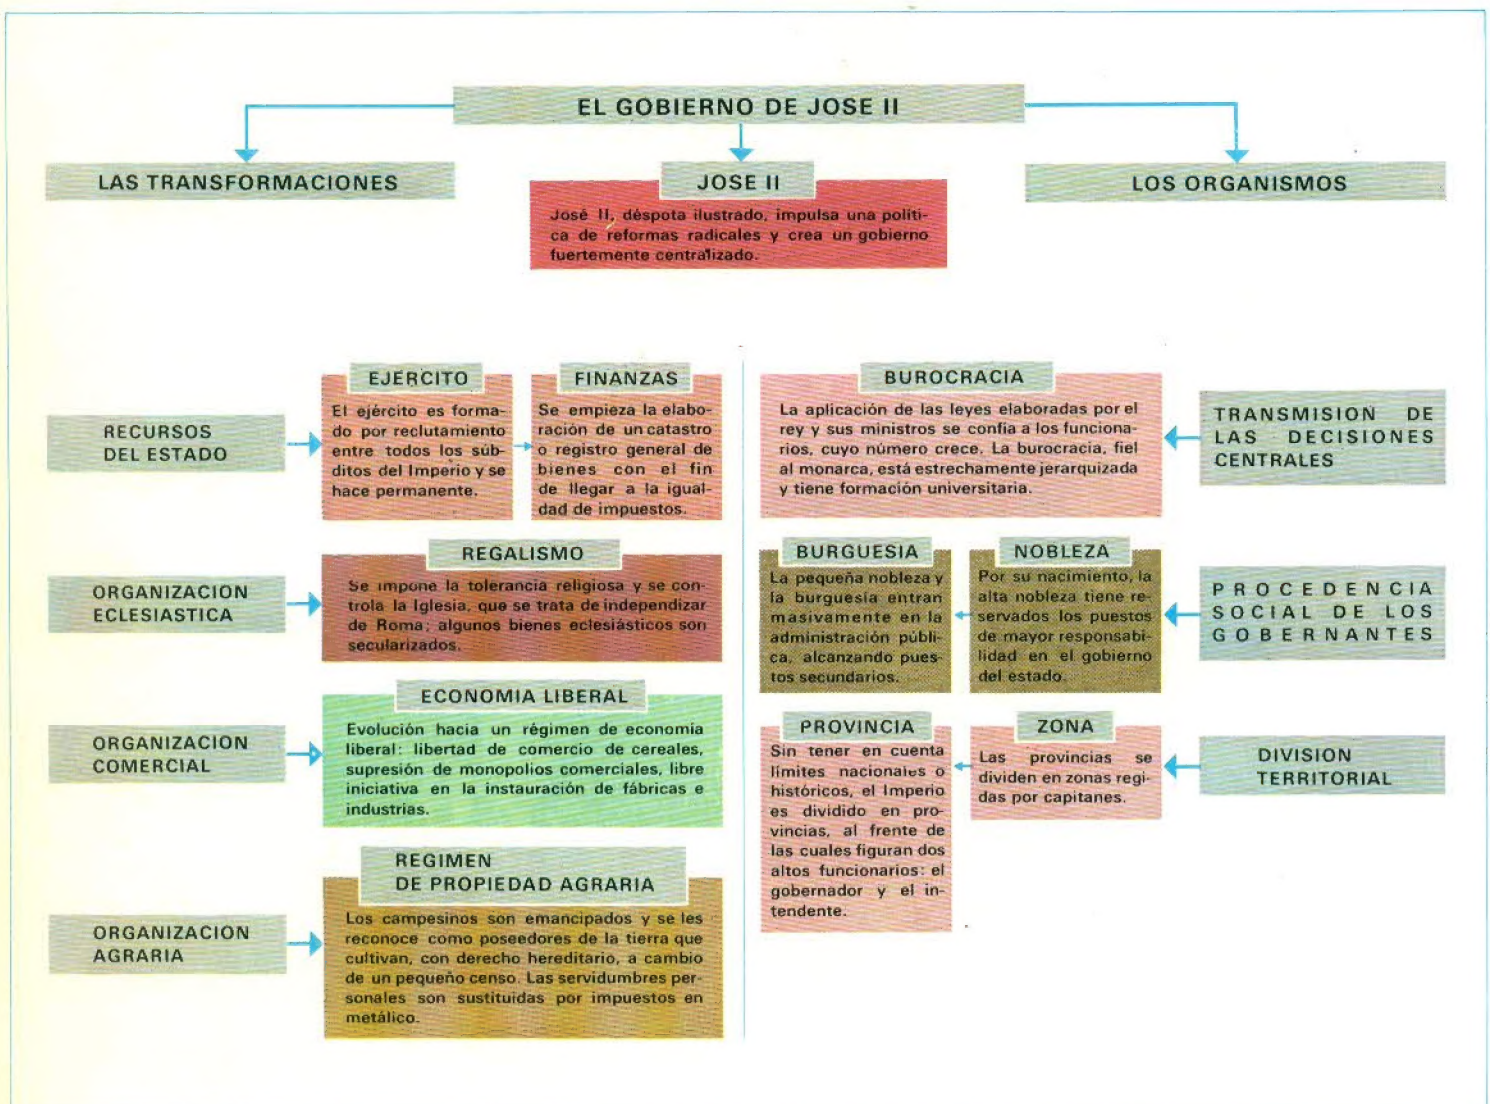 EL GOBIERNO DE JOSE II
LAS TRANSFORMACIONES
JOSE II
LOS ORGANISMOS
José II, déspota ilustrado, impulsa una políti-
ca de reformas radicales y crea un gobierno
fuertemente centralizado.
RECURSOS
DEL ESTADO
EJERCITO
El ejército es forma-
do por reclutamiento
entre todos los súb-
ditos del Imperio y se
hace permanente.
FINANZAS
Se empieza la elabo-
ración de un catastro
o registro general de
bienes con el fin
de llegar a la igual-
dad de impuestos.
ORGANIZACION
ECLESIASTICA
REGALISMO
Se impone la tolerancia religiosa y se con-
trola la Iglesia, que se trata de independizar
de Roma; algunos bienes eclesiásticos son
secularizados.
ORGANIZACION
COMERCIAL
ECONOMIA LIBERAL
Evolución hacia un régimen de economía
liberal: libertad de comercio de cereales,
supresión de monopolios comerciales, libre
iniciativa en la instauración de fábricas e
industrias.
ORGANIZACION
AGRARIA
REGIMEN
DE PROPIEDAD AGRARIA
Los campesinos son emancipados y se les
reconoce como poseedores de la tierra que
cultivan, con derecho hereditario, a cambio
de un pequeño censo. Las servidumbres per-
sonales son sustituidas por impuestos en
metálico.
BUROCRACIA
La aplicación de las leyes elaboradas por el
rey y sus ministros se confía a los funciona-
rios, cuyo número crece. La burocracia, fiel
al monarca, está estrechamente jerarquizada
y tiene formación universitaria.
TRANSMISION DE
LAS DECISIONES
CENTRALES
BURGUESIA
La pequeña nobleza y
la burguesía entran
masivamente en la
administración públi-
ca, alcanzando pues-
tos secundarios.
NOBLEZA
Por su nacimiento, la
alta nobleza tiene re-
servados los puestos
de mayor responsabi-
lidad en el gobierno
del estado.
PROCEDENCIA
SOCIAL DE LOS
GOBERNANTES
PROVINCIA
Sin tener en cuenta
límites nacionales o
históricos, el Imperio
es dividido en pro-
vincias, al frente de
las cuales figuran dos
altos funcionarios: el
gobernador y el in-
tendente.
ZONA
Las provincias se
dividen en zonas regi-
das por capitanes.
DIVISION
TERRITORIAL